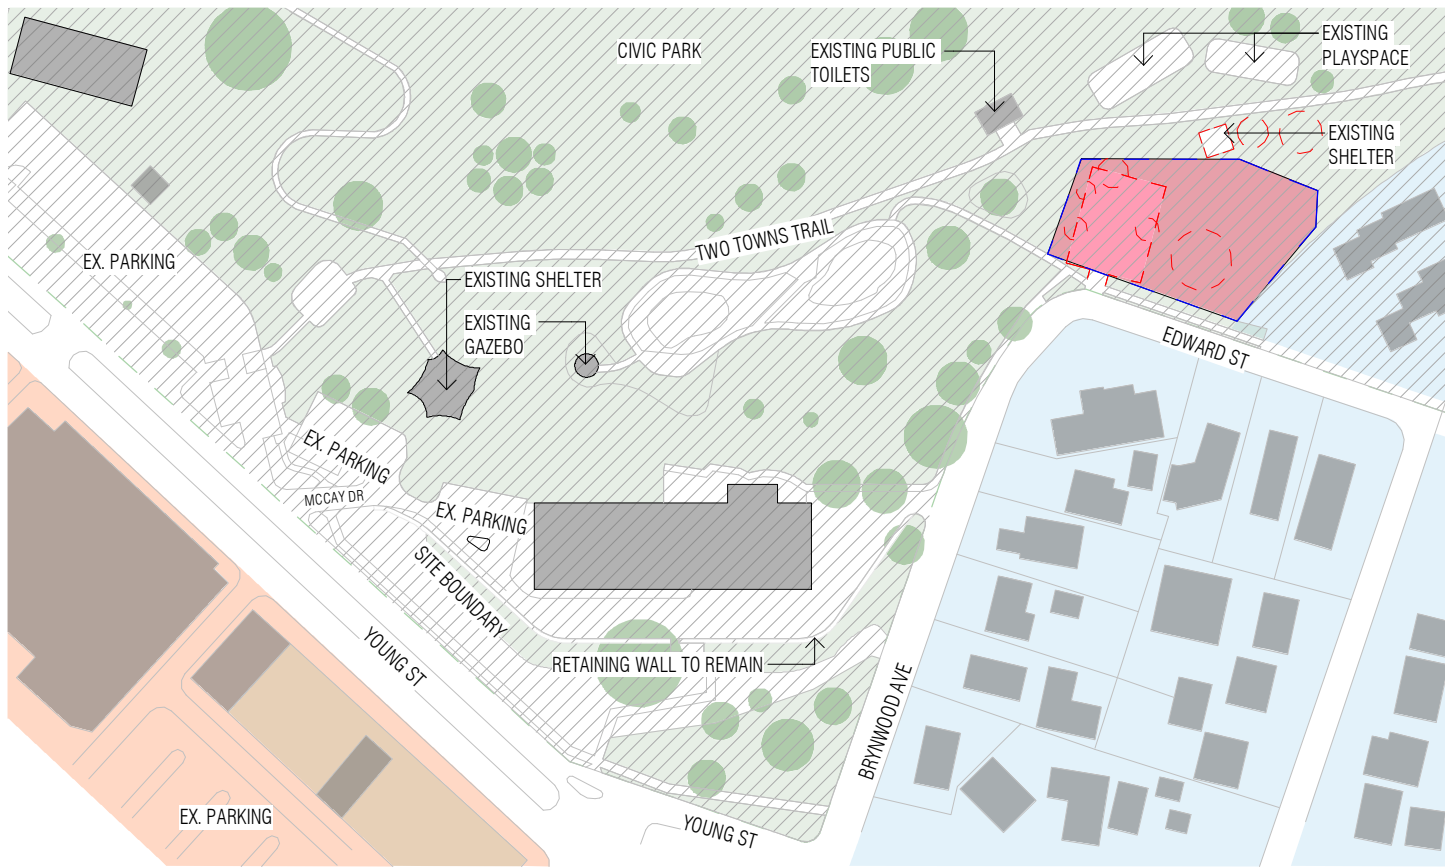 CIVIC PARK
EXISTING PUBLIC
TOILETS
EXISTING
PLAYSPACE
EXISTING
SHELTER
TWO TOWNS TRAIL
EX. PARKING
EXISTING SHELTER
EXISTING
GAZEBO
EDWARD ST
EX. PARKING
MCCAY DR
EX. PARKING
SITE BOUNDARY
YOUNG ST
RETAINING WALL TO REMAIN
BRYNWOOD AVE
EX. PARKING
YOUNG ST